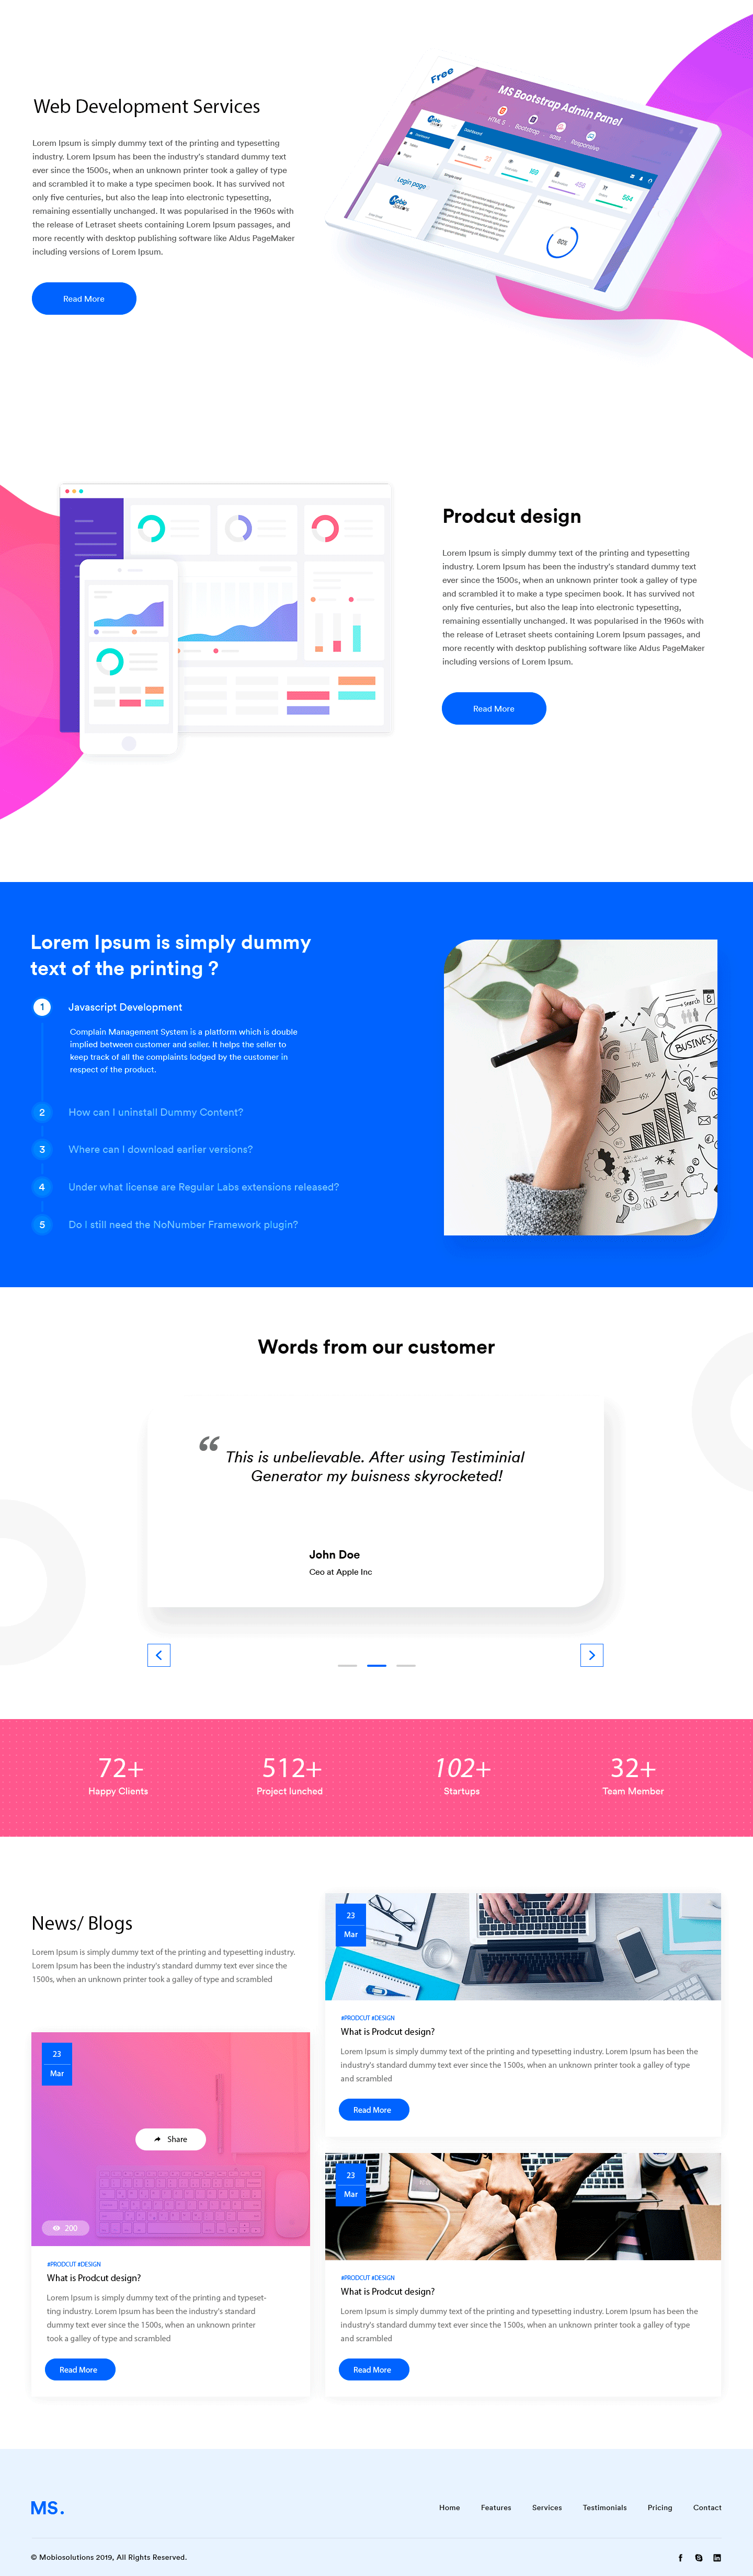 Web Development Services
Lorem Ipsum is simply dummy text of the printing and typesetting
industry. Lorem Ipsum has been the industry's standard dummy text
ever since the 1500s, when an unknown printer took a galley of type
and scrambled it to make a type specimen book. It has survived not
only five centuries, but also the leap into electronic typesetting,
remaining essentially unchanged. It was popularised in the 1960s with
the release of Letraset sheets containing Lorem Ipsum passages, and
more recently with desktop publishing software like Aldus PageMaker
including versions of Lorem Ipsum.
Read More
Free
MS Bootstrap Admin Panel
HTML 5
Bootstrap
sass
Responsive
Dashboard
Login page
Mobio
80%
Prodcut design
Lorem Ipsum is simply dummy text of the printing and typesetting
industry. Lorem Ipsum has been the industry's standard dummy text
ever since the 1500s, when an unknown printer took a galley of type
and scrambled it to make a type specimen book. It has survived not
only five centuries, but also the leap into electronic typesetting,
remaining essentially unchanged. It was popularised in the 1960s with
the release of Letraset sheets containing Lorem Ipsum passages, and
more recently with desktop publishing software like Aldus PageMaker
including versions of Lorem Ipsum.
Read More
Lorem Ipsum is simply dummy
text of the printing ?
1 Javascript Development
Complain Management System is a platform which is double
implied between customer and seller. It helps the seller to
keep track of all the complaints lodged by the customer in
respect of the product.
2 How can I uninstall Dummy Content?
3 Where can I download earlier versions?
4 Under what license are Regular Labs extensions released?
5 Do I still need the NoNumber Framework plugin?
search
BUSINESS
Words from our customer
“ This is unbelievable. After using Testiminial
Generator my buisness skyrocketed!
John Doe
Ceo at Apple Inc
72+ 512+ 102+ 32+
Happy Clients Project lunched Startups Team Member
News/ Blogs
Lorem Ipsum is simply dummy text of the printing and typesetting industry.
Lorem Ipsum has been the industry's standard dummy text ever since the
1500s, when an unknown printer took a galley of type and scrambled
23
Mar
Share
200
#PRODCUT #DESIGN
What is Prodcut design?
Lorem Ipsum is simply dummy text of the printing and typeset-
ting industry. Lorem Ipsum has been the industry's standard
dummy text ever since the 1500s, when an unknown printer
took a galley of type and scrambled
Read More
23
Mar
#PRODCUT #DESIGN
What is Prodcut design?
Lorem Ipsum is simply dummy text of the printing and typesetting industry. Lorem Ipsum has been the
industry's standard dummy text ever since the 1500s, when an unknown printer took a galley of type
and scrambled
Read More
23
Mar
#PRODCUT #DESIGN
What is Prodcut design?
Lorem Ipsum is simply dummy text of the printing and typesetting industry. Lorem Ipsum has been the
industry's standard dummy text ever since the 1500s, when an unknown printer took a galley of type
and scrambled
Read More
MS.
Home Features Services Testimonials Pricing Contact
© Mobiosolutions 2019, All Rights Reserved.